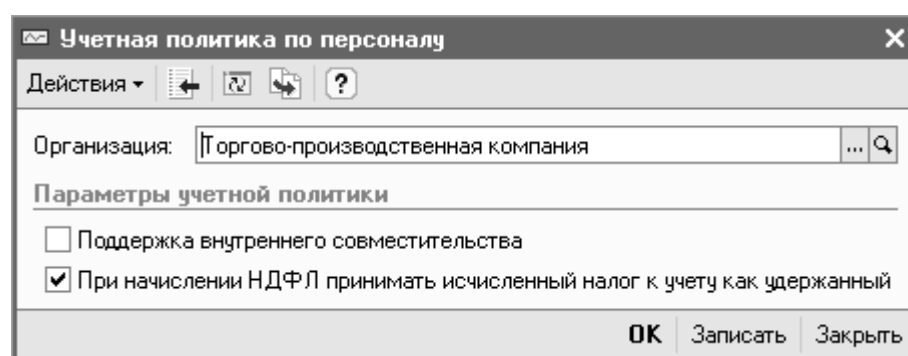 Учетная политика по персоналу
Действия
Организация: Торгово-производственная компания ...
Параметры учетной политики
Поддержка внутреннего совместительства
При начислении НДФЛ принимать исчисленный налог к учету как удержанный
OK Записать Закрыть